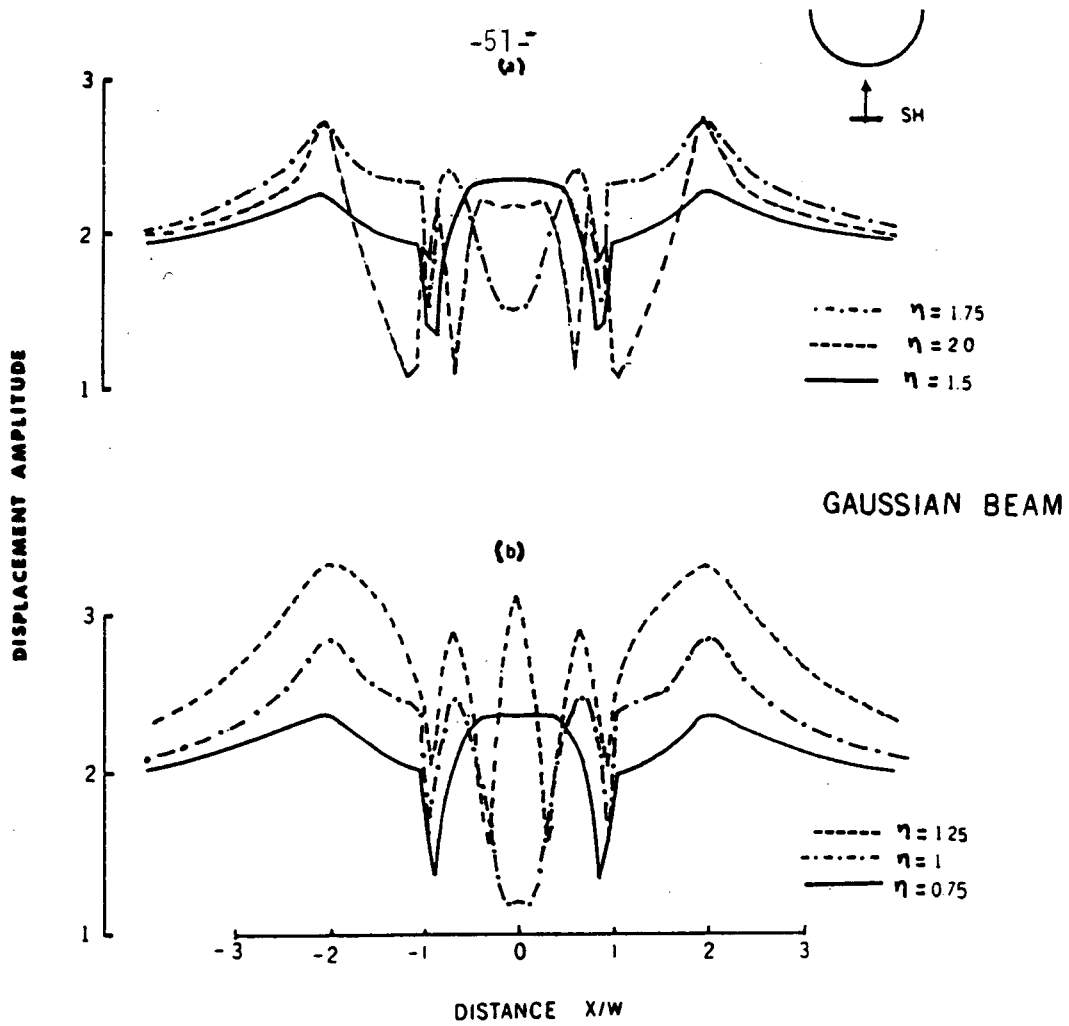 -51-
(a)
SH
3
2
1
η = 1.75
η = 2.0
η = 1.5
DISPLACEMENT AMPLITUDE
GAUSSIAN BEAM
(b)
3
2
1
η = 1.25
η = 1
η = 0.75
-3 -2 -1 0 1 2 3
DISTANCE X/W